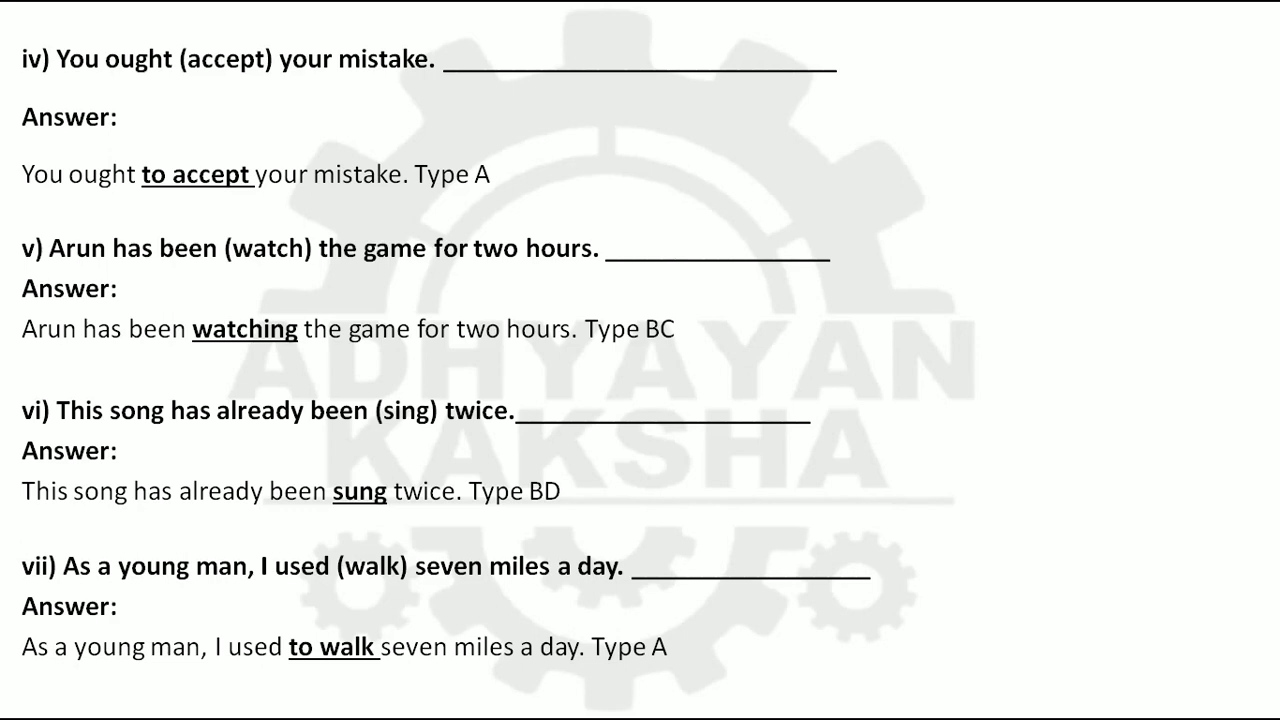 iv) You ought (accept) your mistake. ____________________________
Answer:
You ought to accept your mistake. Type A
v) Arun has been (watch) the game for two hours. ________________
Answer:
Arun has been watching the game for two hours. Type BC
vi) This song has already been (sing) twice._____________________
Answer:
This song has already been sung twice. Type BD
vii) As a young man, I used (walk) seven miles a day. _________________
Answer:
As a young man, I used to walk seven miles a day. Type A
ADHYAYAN
KAKSHA